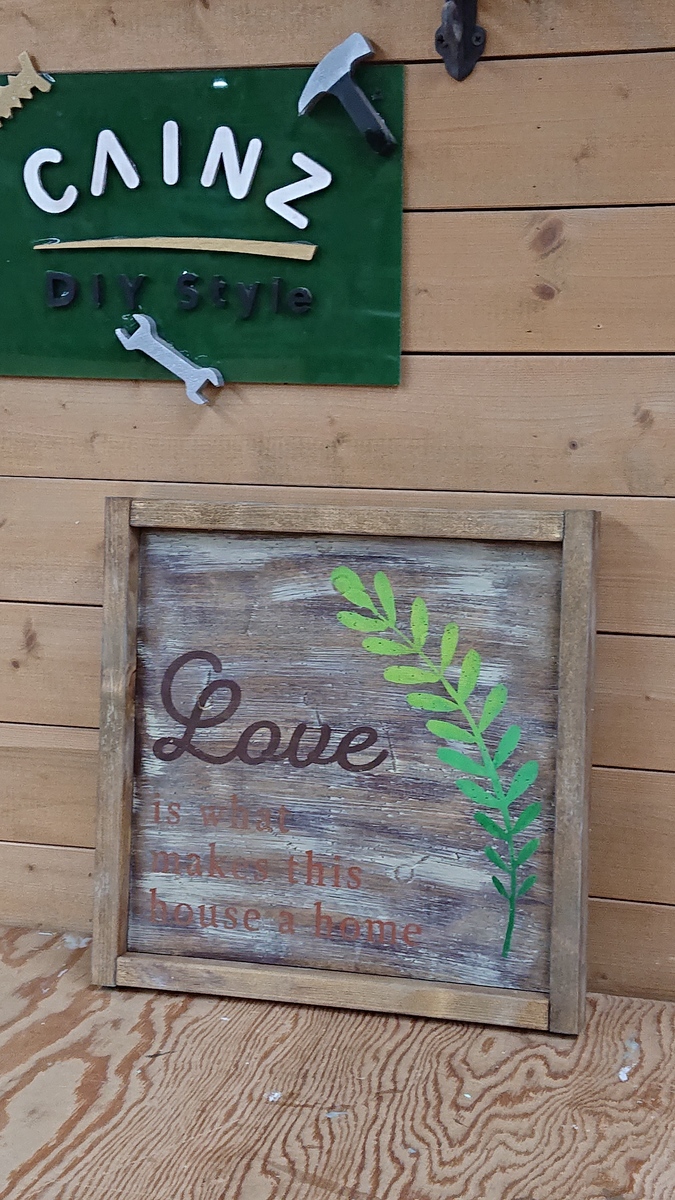 CAINZ
DIY Style
Love
is what
makes this
house a home